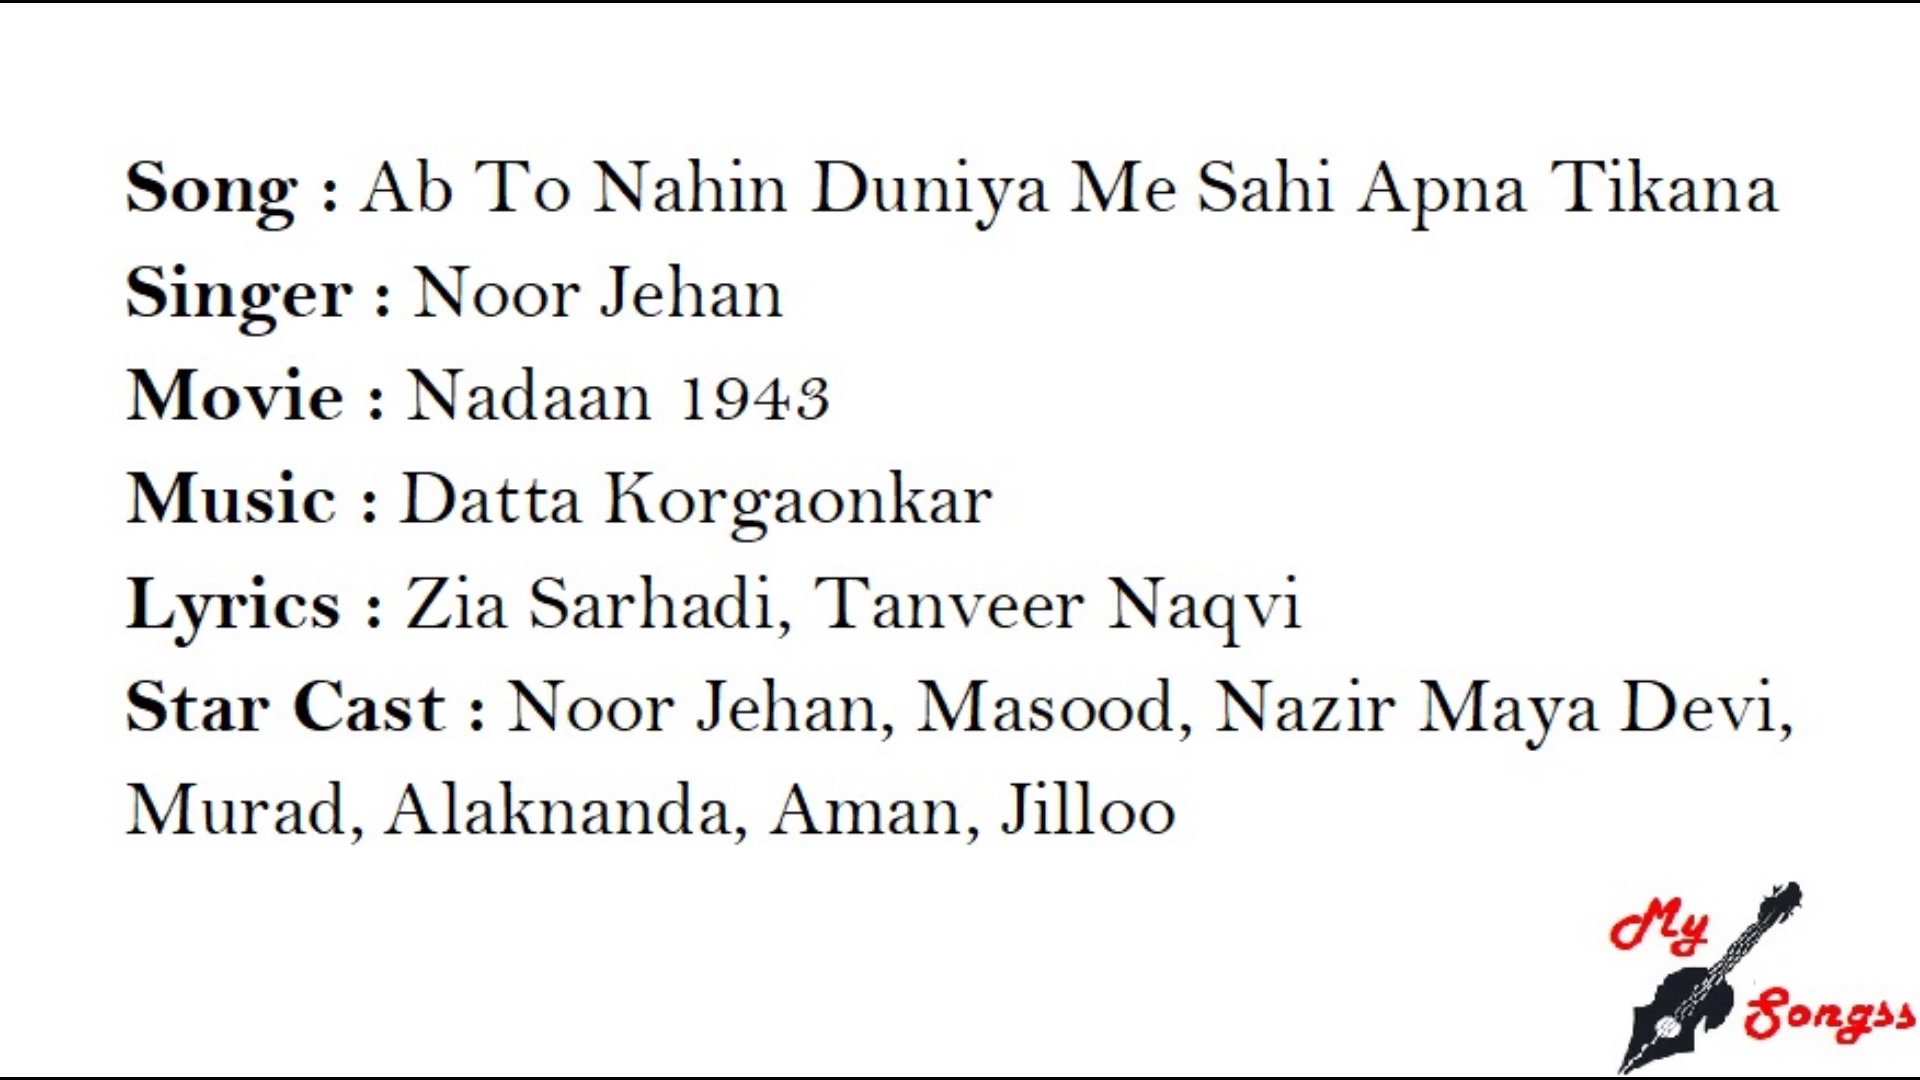 Song : Ab To Nahin Duniya Me Sahi Apna Tikana
Singer : Noor Jehan
Movie : Nadaan 1943
Music : Datta Korgaonkar
Lyrics : Zia Sarhadi, Tanveer Naqvi
Star Cast : Noor Jehan, Masood, Nazir Maya Devi,
Murad, Alaknanda, Aman, Jilloo
My
Songss